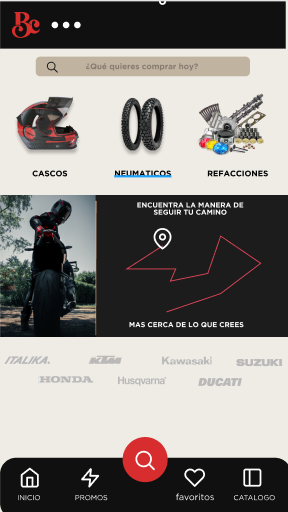 Bc
¿Qué quieres comprar hoy?
CASCOS
NEUMATICOS
REFACCIONES
ENCUENTRA LA MANERA DE
SEGUIR TU CAMINO
MAS CERCA DE LO QUE CREES
ITALIKA.
KTM
Kawasaki
SUZUKI
HONDA
Husqvarna
DUCATI
INICIO
PROMOS
favoritos
CATALOGO